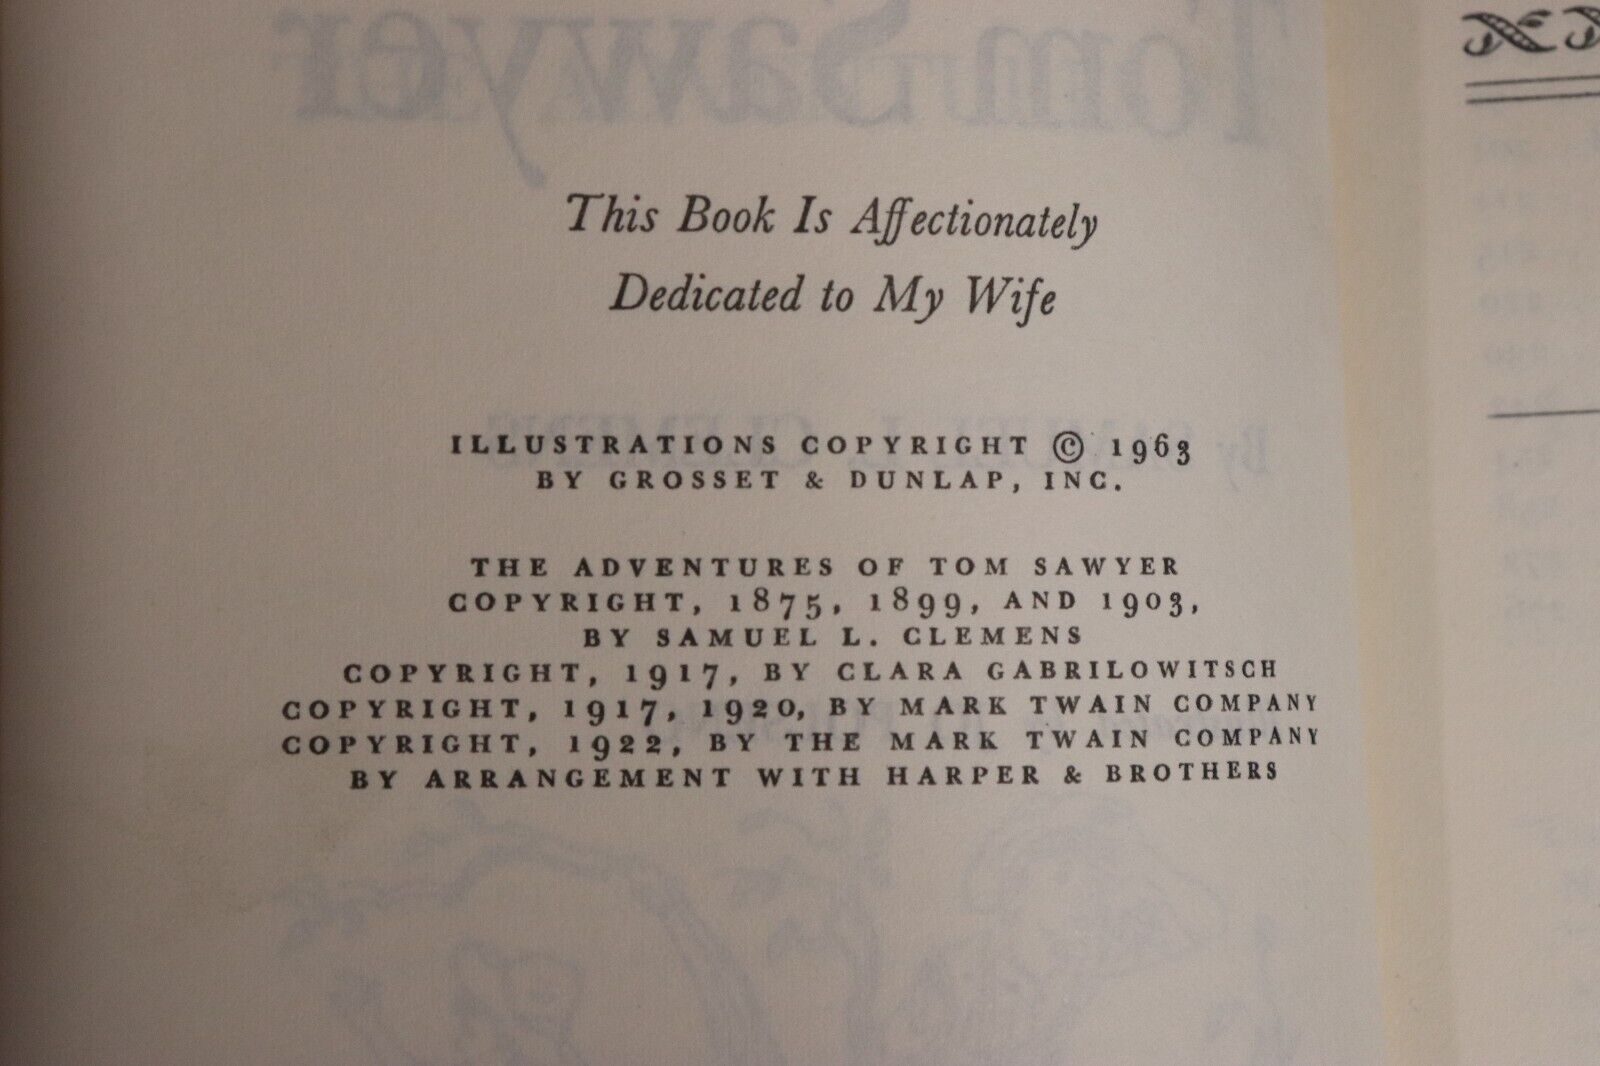 This Book Is Affectionately
Dedicated to My Wife
ILLUSTRATIONS COPYRIGHT © 1963
BY GROSSET & DUNLAP, INC.
THE ADVENTURES OF TOM SAWYER
COPYRIGHT, 1875, 1899, AND 1903,
BY SAMUEL L. CLEMENS
COPYRIGHT, 1917, BY CLARA GABRILOWITSCH
COPYRIGHT, 1917, 1920, BY MARK TWAIN COMPANY
COPYRIGHT, 1922, BY THE MARK TWAIN COMPANY
BY ARRANGEMENT WITH HARPER & BROTHERS